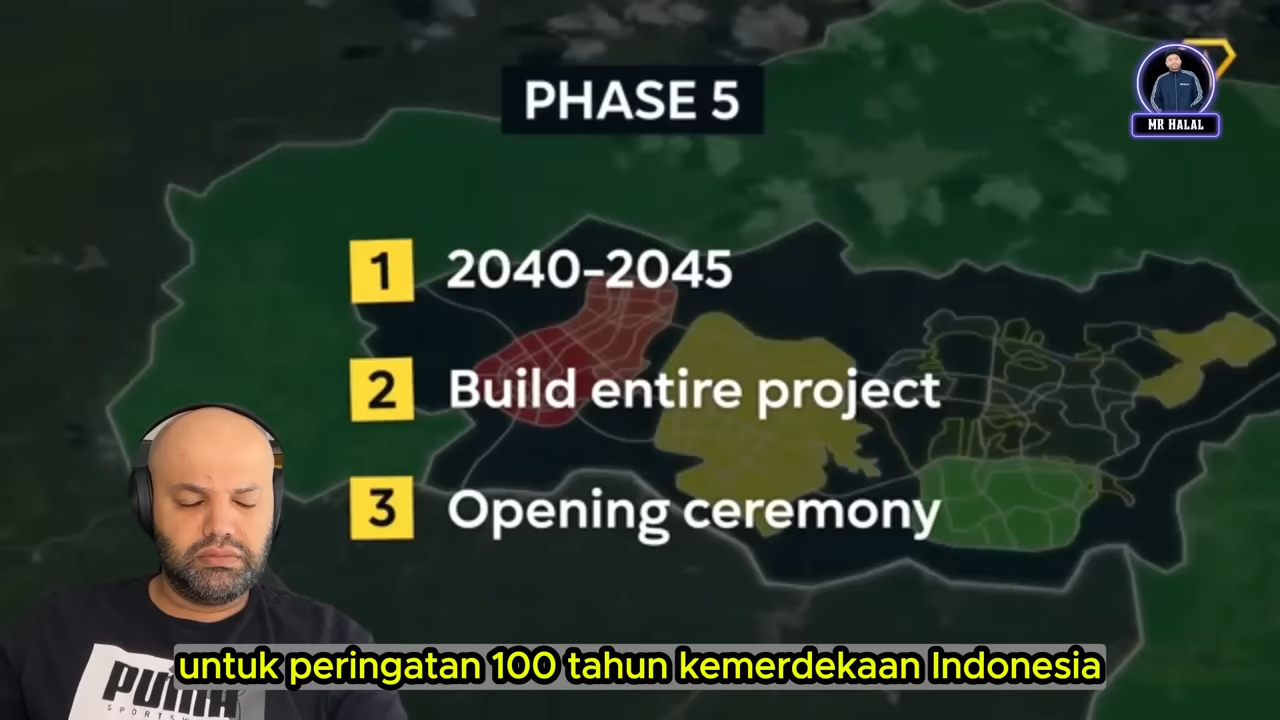 PHASE 5
MR HALAL
1 2040-2045
2 Build entire project
3 Opening ceremony
PUMA
SPORTSW
untuk peringatan 100 tahun kemerdekaan Indonesia